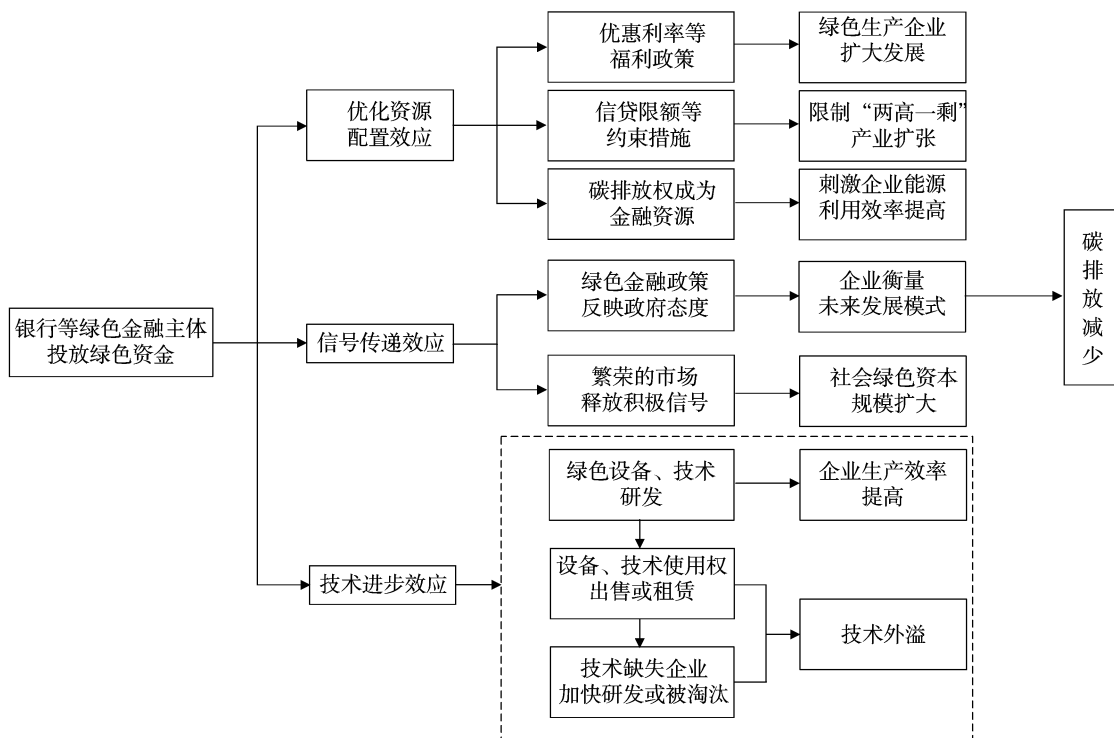 银行等绿色金融主体
投放绿色资金
优化资源
配置效应
优惠利率等
福利政策
绿色生产企业
扩大发展
信贷限额等
约束措施
限制“两高一剩”
产业扩张
碳排放权成为
金融资源
刺激企业能源
利用效率提高
信号传递效应
绿色金融政策
反映政府态度
企业衡量
未来发展模式
繁荣的市场
释放积极信号
社会绿色资本
规模扩大
技术进步效应
绿色设备、技术
研发
企业生产效率
提高
设备、技术使用权
出售或租赁
技术缺失企业
加快研发或被淘汰
技术外溢
碳
排
放
减
少